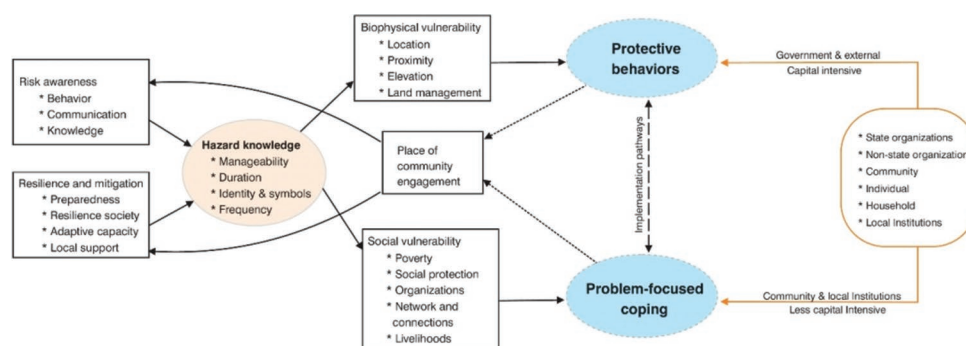 Risk awareness
* Behavior
* Communication
* Knowledge
Resilience and mitigation
* Preparedness
* Resilience society
* Adaptive capacity
* Local support
Hazard knowledge
* Manageability
* Duration
* Identity & symbols
* Frequency
Biophysical vulnerability
* Location
* Proximity
* Elevation
* Land management
Place of
community
engagement
Social vulnerability
* Poverty
* Social protection
* Organizations
* Network and
connections
* Livelihoods
Protective
behaviors
Implementation pathways
Problem-focused
coping
Government & external
Capital intensive
* State organizations
* Non-state organization
* Community
* Individual
* Household
* Local Institutions
Community & local Institutions
Less capital Intensive